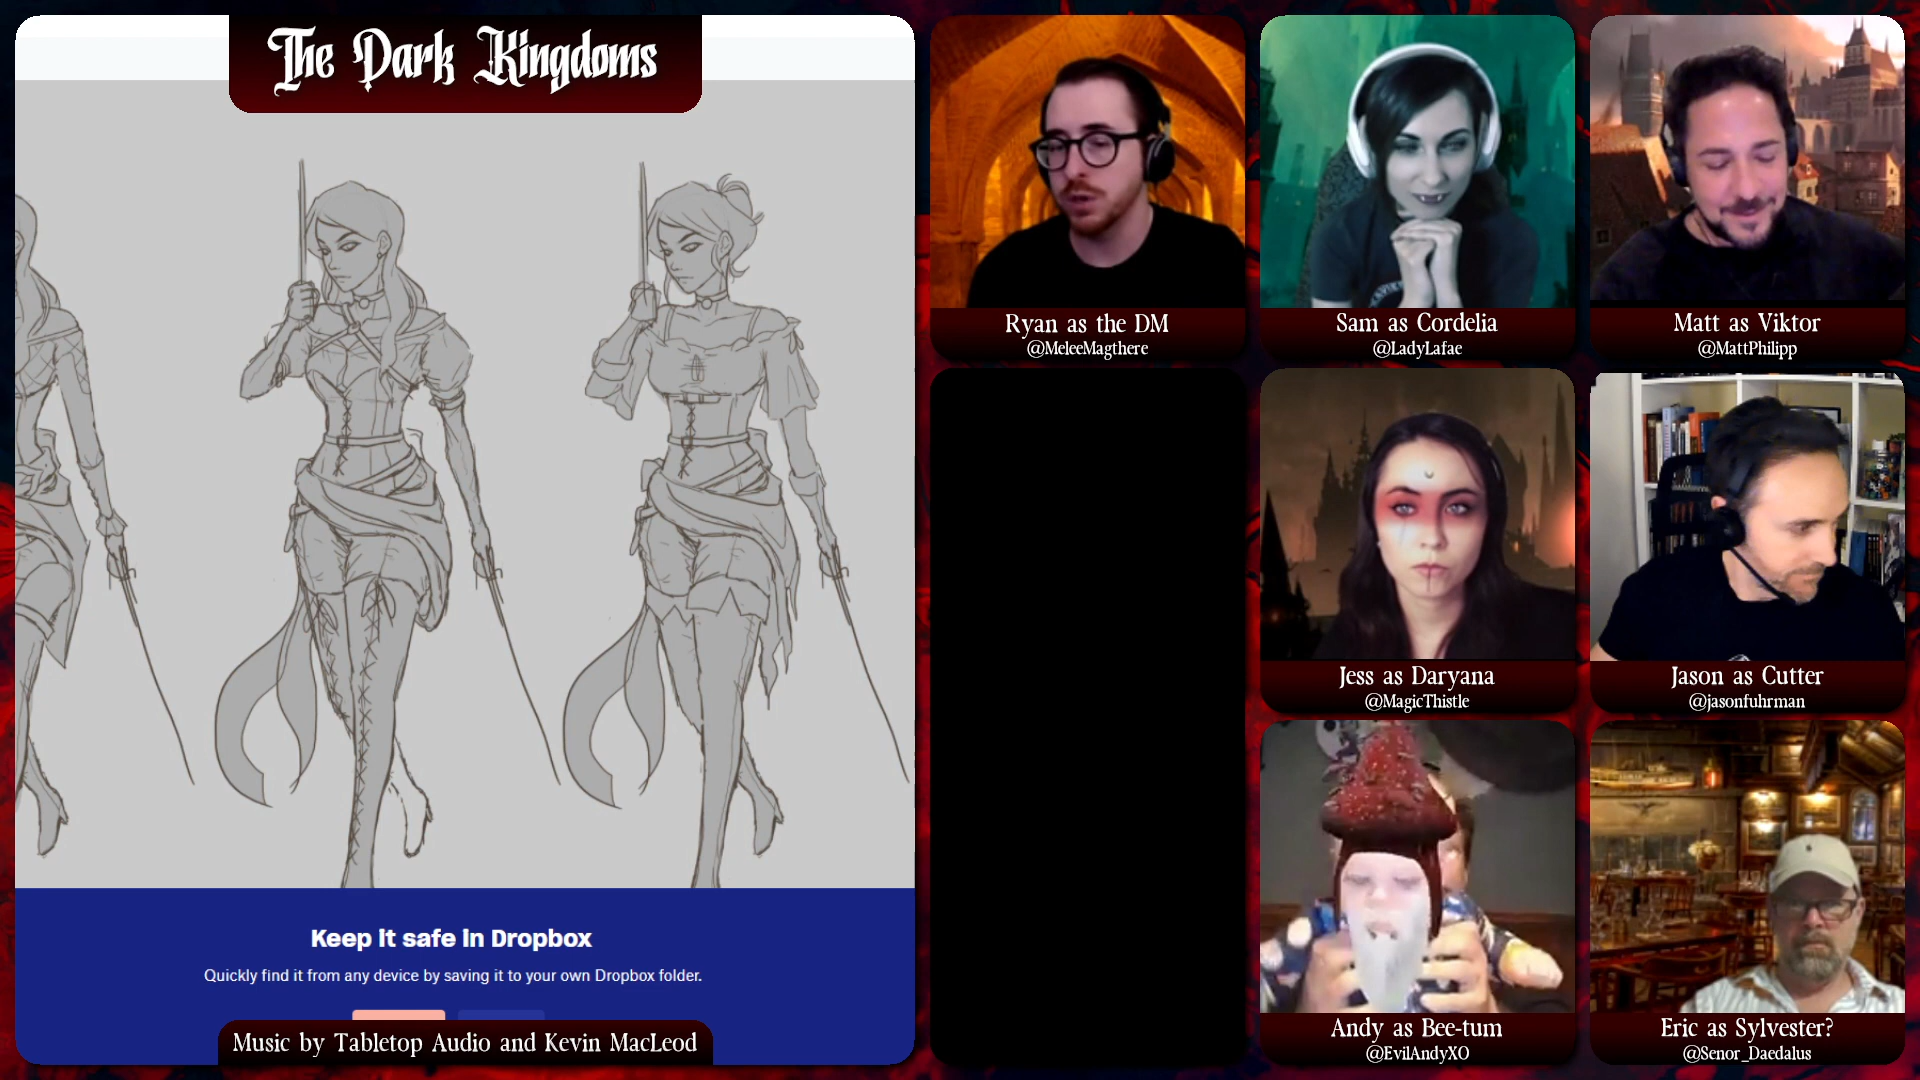 The Dark Kingdoms
Keep it safe in Dropbox
Quickly find it from any device by saving it to your own Dropbox folder.
Music by Tabletop Audio and Kevin MacLeod
Ryan as the DM
@MeleeMagthere
Sam as Cordelia
@LadyLafae
Matt as Viktor
@MattPhilipp
Jess as Daryana
@MagicThistle
Jason as Cutter
@jasonfuhrman
Andy as Bee-tum
@EvilAndyXO
Eric as Sylvester?
@Senor_Daedalus